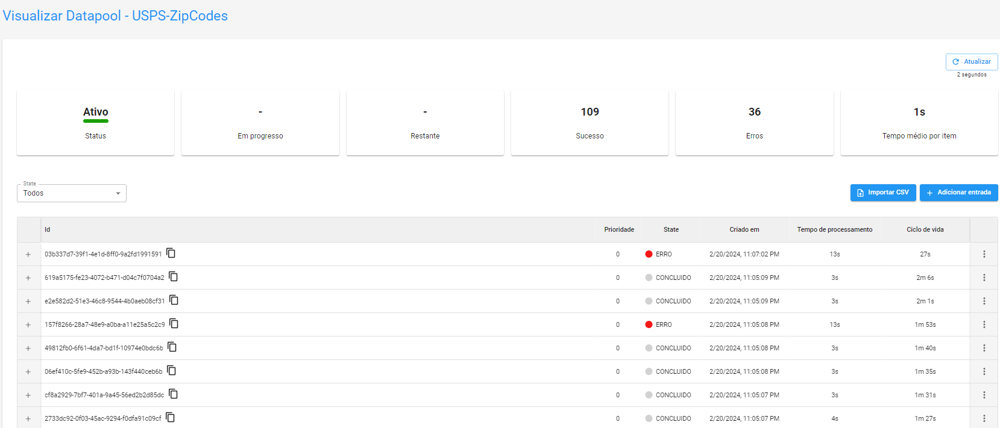 Visualizar Datapool - USPS-ZipCodes
Atualizar
2 segundos
Ativo
Status
-
Em progresso
-
Restante
109
Sucesso
36
Erros
1s
Tempo médio por item
State
Todos
Importar CSV
Adicionar entrada
Id Prioridade State Criado em Tempo de processamento Ciclo de vida
+ 03b337d7-39f1-4e1d-8ff0-9a2fd1991591 0 ERRO 2/20/2024, 11:07:02 PM 13s 27s
+ 619a5175-fe23-4072-b471-d04c7f0704a2 0 CONCLUIDO 2/20/2024, 11:05:09 PM 3s 2m 6s
+ e2e582d2-51e3-46c8-9544-4b0aeb08cf31 0 CONCLUIDO 2/20/2024, 11:05:09 PM 3s 2m 1s
+ 157f8266-28a7-48e9-a0ba-a11e25a5c2c9 0 ERRO 2/20/2024, 11:05:08 PM 13s 1m 53s
+ 49812fb0-6f61-4da7-bd1f-10974e0bdc6b 0 CONCLUIDO 2/20/2024, 11:05:08 PM 3s 1m 40s
+ 06ef410c-5fe9-452b-a93b-143f440ceb6b 0 CONCLUIDO 2/20/2024, 11:05:08 PM 3s 1m 35s
+ cf8a2929-7bf7-401a-9a45-56ed2b2d85dc 0 CONCLUIDO 2/20/2024, 11:05:07 PM 3s 1m 31s
+ 2733dc92-0f03-45ac-9294-f0dfa91c09cf 0 CONCLUIDO 2/20/2024, 11:05:07 PM 4s 1m 27s